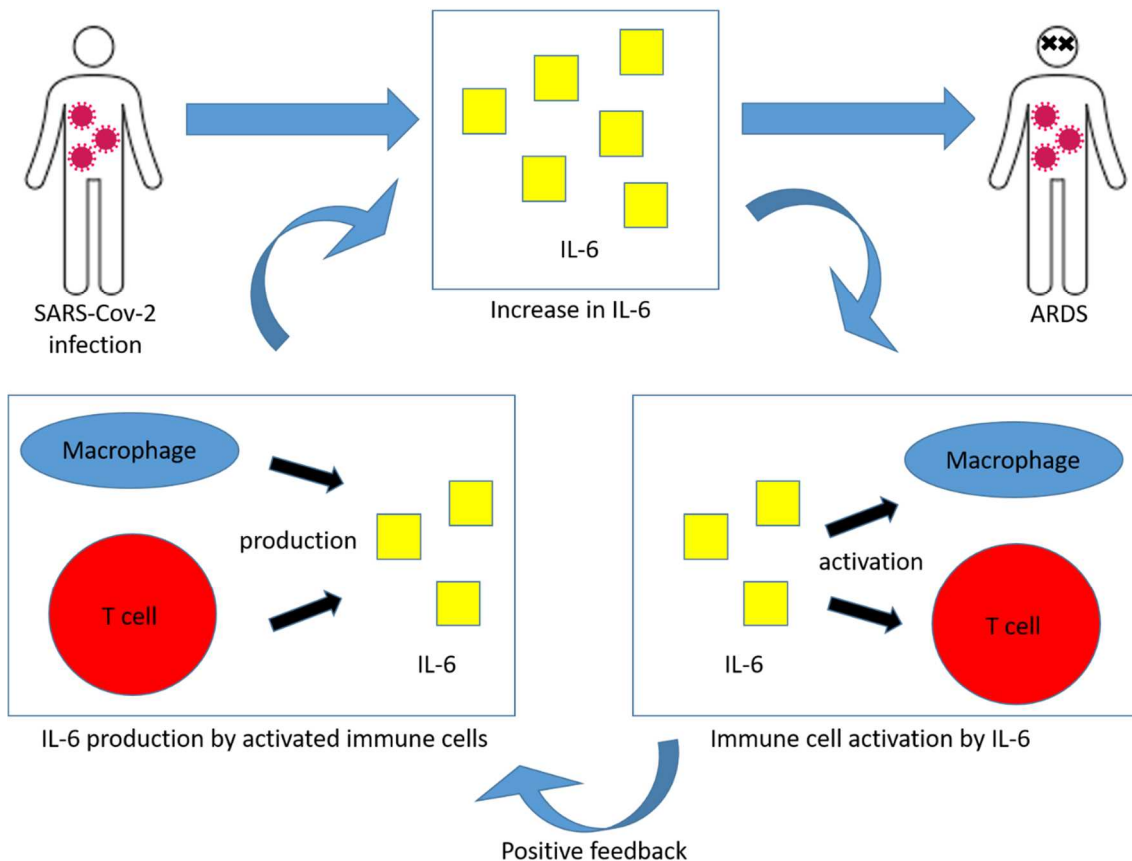 IL-6
SARS-Cov-2
infection
Increase in IL-6
ARDS
Macrophage
production
T cell
IL-6
IL-6 production by activated immune cells
Macrophage
activation
T cell
IL-6
Immune cell activation by IL-6
Positive feedback